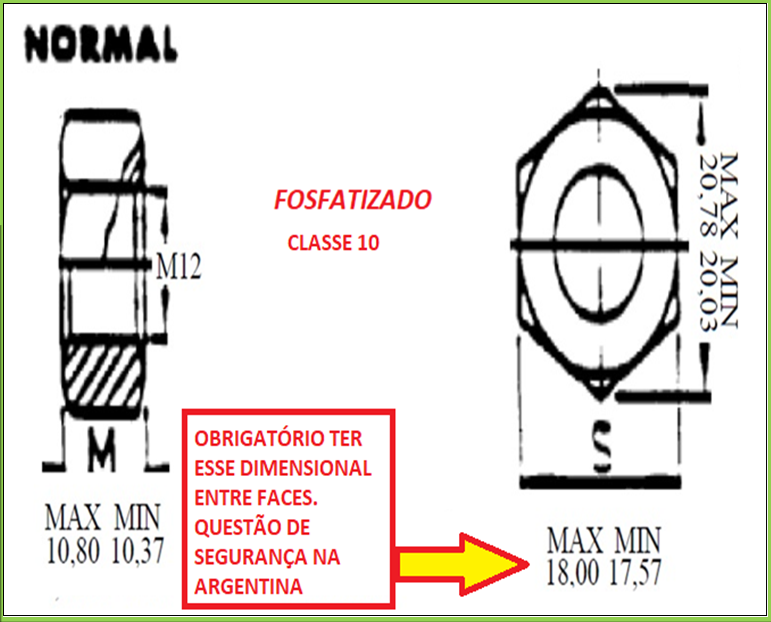 NORMAL
FOSFATIZADO
CLASSE 10
M12
MAX MIN
20,78 20,03
M
MAX MIN
10,80 10,37
OBRIGATÓRIO TER
ESSE DIMENSIONAL
ENTRE FACES.
QUESTÃO DE
SEGURANÇA NA
ARGENTINA
S
MAX MIN
18,00 17,57